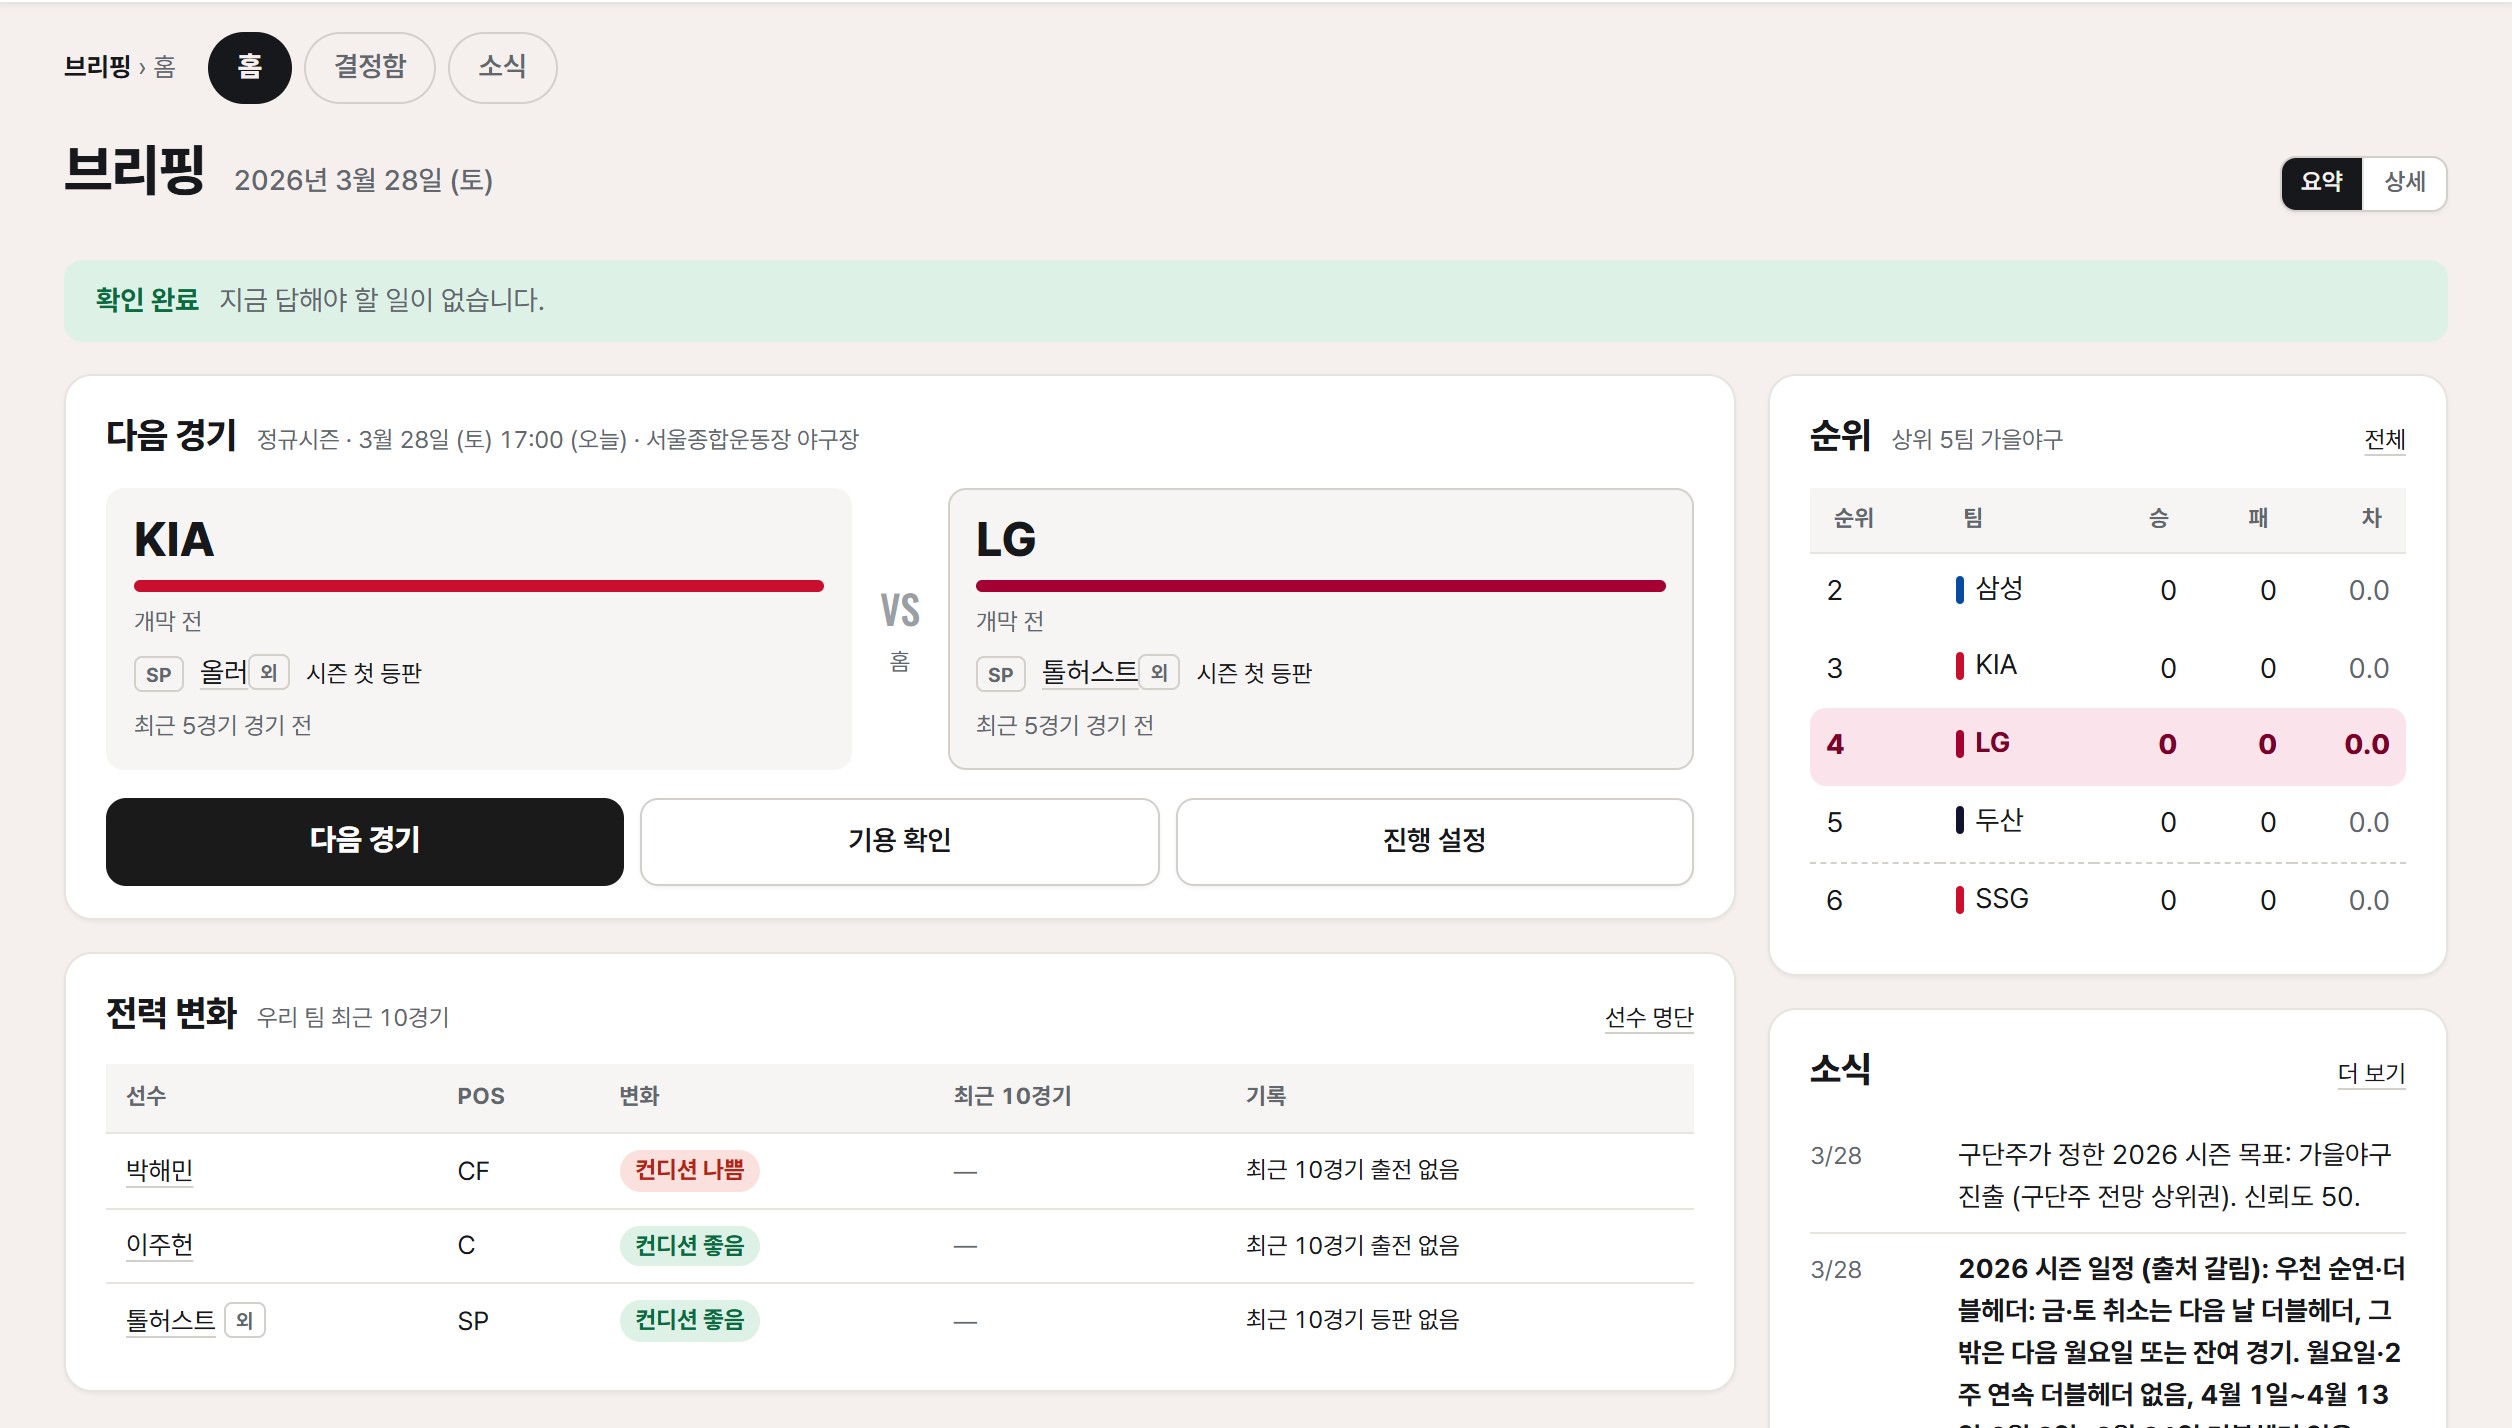 브리핑 › 홈 홈 결정함 소식
브리핑 2026년 3월 28일 (토) 요약 상세
확인 완료 지금 답해야 할 일이 없습니다.
다음 경기 정규시즌 · 3월 28일 (토) 17:00 (오늘) · 서울종합운동장 야구장
KIA
개막 전
SP 올러 외 시즌 첫 등판
최근 5경기 경기 전
VS
홈
LG
개막 전
SP 톨허스트 외 시즌 첫 등판
최근 5경기 경기 전
다음 경기 기용 확인 진행 설정
전력 변화 우리 팀 최근 10경기 선수 명단
선수 POS 변화 최근 10경기 기록
박해민 CF 컨디션 나쁨 — 최근 10경기 출전 없음
이주헌 C 컨디션 좋음 — 최근 10경기 출전 없음
톨허스트 외 SP 컨디션 좋음 — 최근 10경기 등판 없음
순위 상위 5팀 가을야구 전체
순위 팀 승 패 차
2 삼성 0 0 0.0
3 KIA 0 0 0.0
4 LG 0 0 0.0
5 두산 0 0 0.0
6 SSG 0 0 0.0
소식 더 보기
3/28 구단주가 정한 2026 시즌 목표: 가을야구
진출 (구단주 전망 상위권). 신뢰도 50.
3/28 2026 시즌 일정 (출처 갈림): 우천 순연·더
블헤더: 금·토 취소는 다음 날 더블헤더, 그
밖은 다음 월요일 또는 잔여 경기. 월요일·2
주 연속 더블헤더 없음, 4월 1일~4월 13